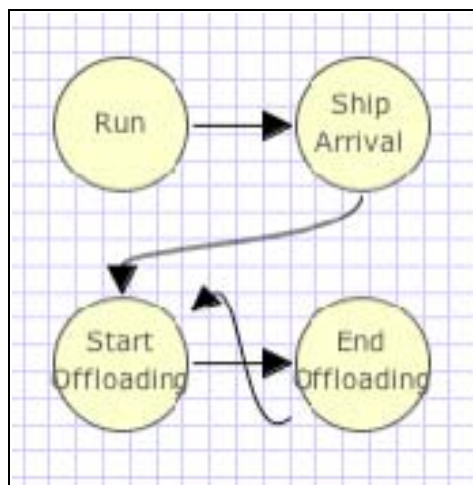 Run
Ship
Arrival
Start
Offloading
End
Offloading